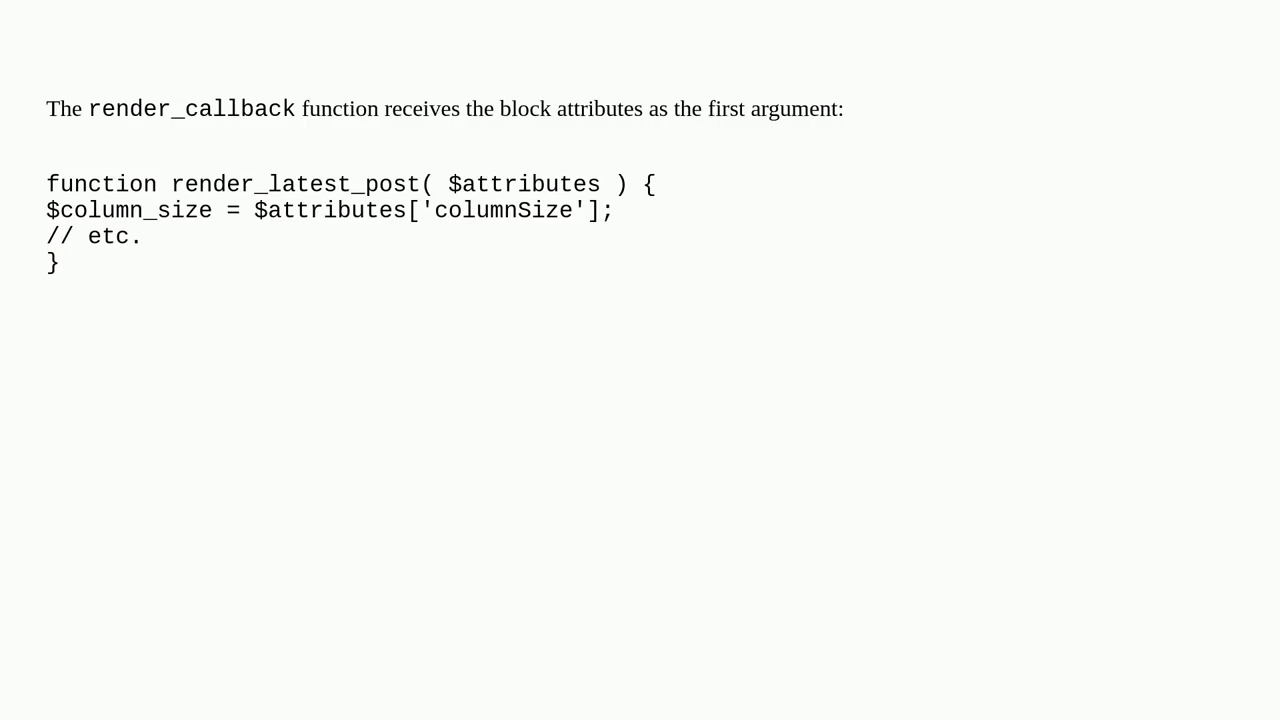 The render_callback function receives the block attributes as the first argument:
function render_latest_post( $attributes ) {
$column_size = $attributes['columnSize'];
// etc.
}